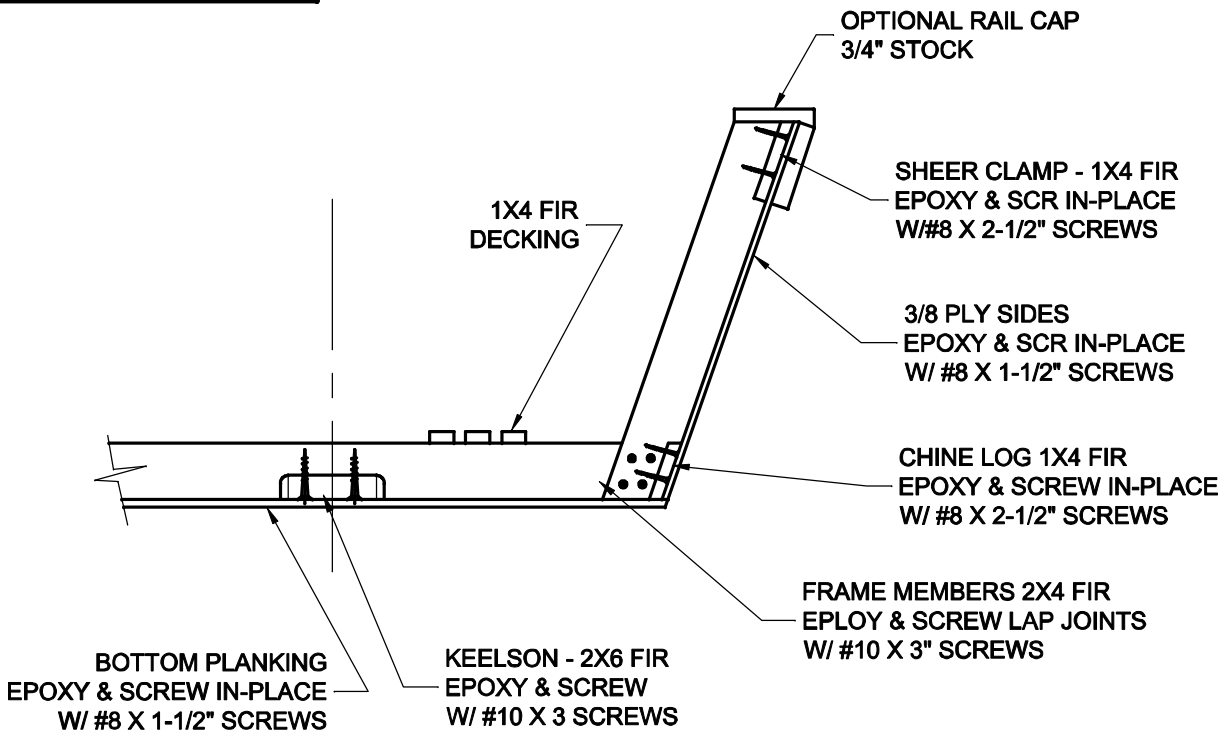 OPTIONAL RAIL CAP
3/4" STOCK
SHEER CLAMP - 1X4 FIR
EPOXY & SCR IN-PLACE
W/#8 X 2-1/2" SCREWS
1X4 FIR
DECKING
3/8 PLY SIDES
EPOXY & SCR IN-PLACE
W/ #8 X 1-1/2" SCREWS
CHINE LOG 1X4 FIR
EPOXY & SCREW IN-PLACE
W/ #8 X 2-1/2" SCREWS
FRAME MEMBERS 2X4 FIR
EPLOY & SCREW LAP JOINTS
W/ #10 X 3" SCREWS
BOTTOM PLANKING
EPOXY & SCREW IN-PLACE
W/ #8 X 1-1/2" SCREWS
KEELSON - 2X6 FIR
EPOXY & SCREW
W/ #10 X 3 SCREWS